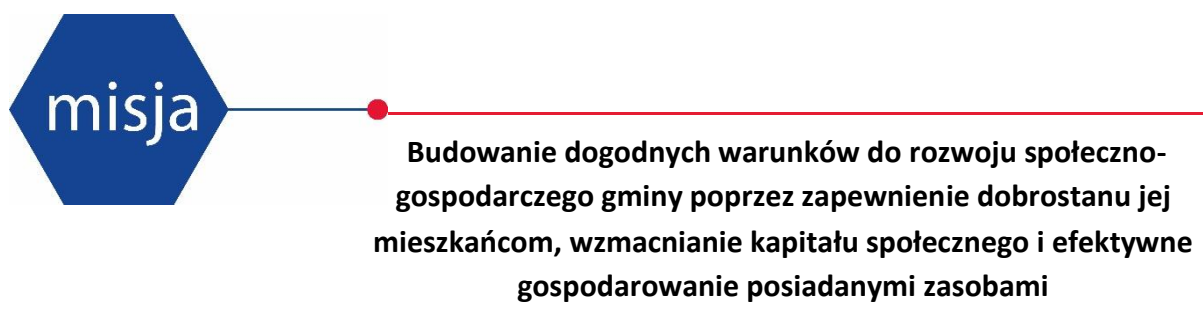 misja
Budowanie dogodnych warunków do rozwoju społeczno-
gospodarczego gminy poprzez zapewnienie dobrostanu jej
mieszkańcom, wzmacnianie kapitału społecznego i efektywne
gospodarowanie posiadanymi zasobami